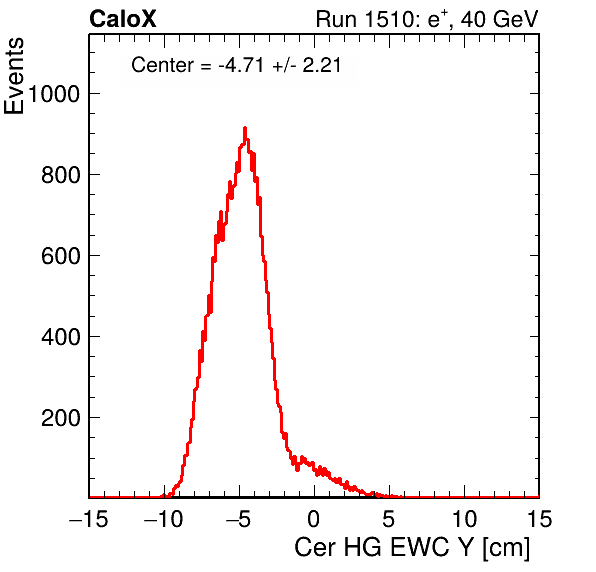 CaloX
Run 1510: e+, 40 GeV
Center = -4.71 +/- 2.21
Events
1000
800
600
400
200
−15 −10 −5 0 5 10 15
Cer HG EWC Y [cm]